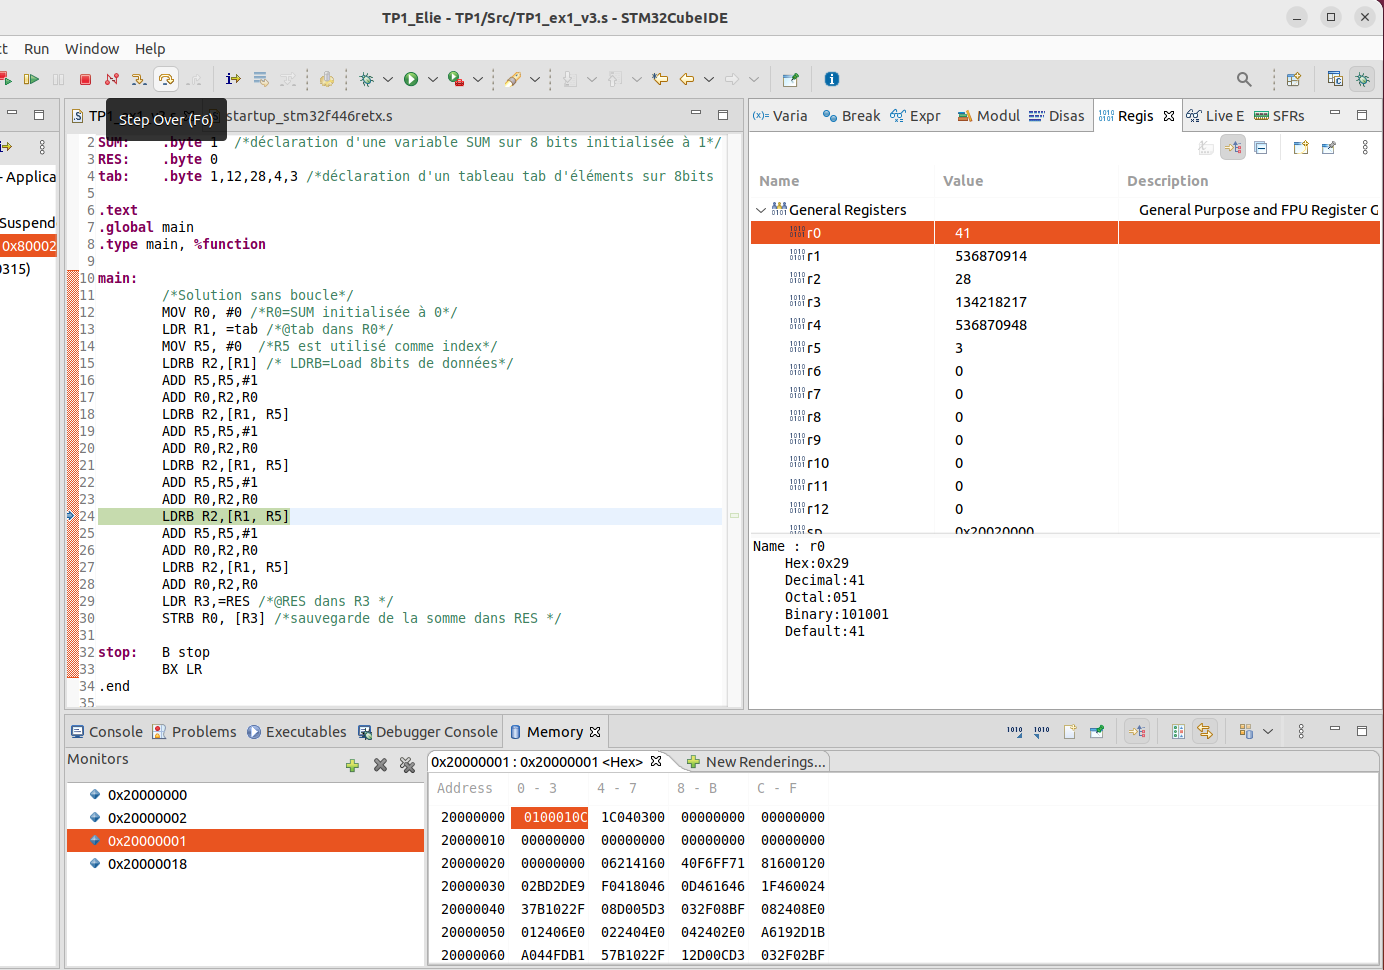 TP1_Elie - TP1/Src/TP1_ex1_v3.s - STM32CubeIDE
ct Run Window Help
startup_stm32f446retx.s
Step Over (F6)
(x)= Varia Break Expr Modul Disas Regis Live E SFRs
- Applica
Suspend
0x80002
0315)
2 SUM: .byte 1 /*déclaration d'une variable SUM sur 8 bits initialisée à 1*/
3 RES: .byte 0
4 tab: .byte 1,12,28,4,3 /*déclaration d'un tableau tab d'éléments sur 8bits
5
6 .text
7 .global main
8 .type main, %function
9
10 main:
11 /*Solution sans boucle*/
12 MOV R0, #0 /*R0=SUM initialisée à 0*/
13 LDR R1, =tab /*@tab dans R0*/
14 MOV R5, #0 /*R5 est utilisé comme index*/
15 LDRB R2,[R1] /* LDRB=Load 8bits de données*/
16 ADD R5,R5,#1
17 ADD R0,R2,R0
18 LDRB R2,[R1, R5]
19 ADD R5,R5,#1
20 ADD R0,R2,R0
21 LDRB R2,[R1, R5]
22 ADD R5,R5,#1
23 ADD R0,R2,R0
24 LDRB R2,[R1, R5]
25 ADD R5,R5,#1
26 ADD R0,R2,R0
27 LDRB R2,[R1, R5]
28 ADD R0,R2,R0
29 LDR R3,=RES /*@RES dans R3 */
30 STRB R0, [R3] /*sauvegarde de la somme dans RES */
31
32 stop: B stop
33 BX LR
34 .end
35
Name Value Description
General Registers General Purpose and FPU Register G
r0 41
r1 536870914
r2 28
r3 134218217
r4 536870948
r5 3
r6 0
r7 0
r8 0
r9 0
r10 0
r11 0
r12 0
sp 0x20020000
Name : r0
Hex:0x29
Decimal:41
Octal:051
Binary:101001
Default:41
Console Problems Executables Debugger Console Memory
Monitors
0x20000000
0x20000002
0x20000001
0x20000018
0x20000001 : 0x20000001 <Hex> New Renderings...
Address 0 - 3 4 - 7 8 - B C - F
20000000 0100010C 1C040300 00000000 00000000
20000010 00000000 00000000 00000000 00000000
20000020 00000000 06214160 40F6FF71 81600120
20000030 02BD2DE9 F0418046 0D461646 1F460024
20000040 37B1022F 08D005D3 032F08BF 082408E0
20000050 012406E0 022404E0 042402E0 A6192D1B
20000060 A044FDB1 57B1022F 12D00CD3 032F02BF